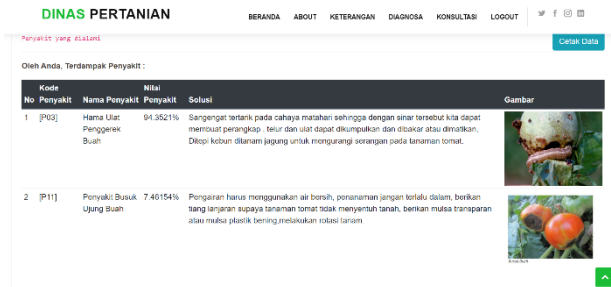 DINAS PERTANIAN
BERANDA ABOUT KETERANGAN DIAGNOSA KONSULTASI LOGOUT
Penyakit yang dialami
Cetak Data
Oleh Anda, Terdampak Penyakit :
No Kode Penyakit Nama Penyakit Nilai Penyakit Solusi Gambar
1 [P03] Hama Ulat Penggerek Buah 94.3521% Sangengat tertarik pada cahaya matahari sehingga dengan sinar tersebut kita dapat
membuat perangkap , telur dan ulat dapat dikumpulkan dan dibakar atau dimatikan,
Ditepi kebun ditanam jagung untuk mengurangi serangan pada tanaman tomat.
2 [P11] Penyakit Busuk Ujung Buah 7.46154% Pengairan harus menggunakan air bersih, penanaman jangan terlalu dalam, berikan
tiang lanjaran supaya tanaman tomat tidak menyentuh tanah, berikan mulsa transparan
atau mulsa plastik bening,melakukan rotasi tanam